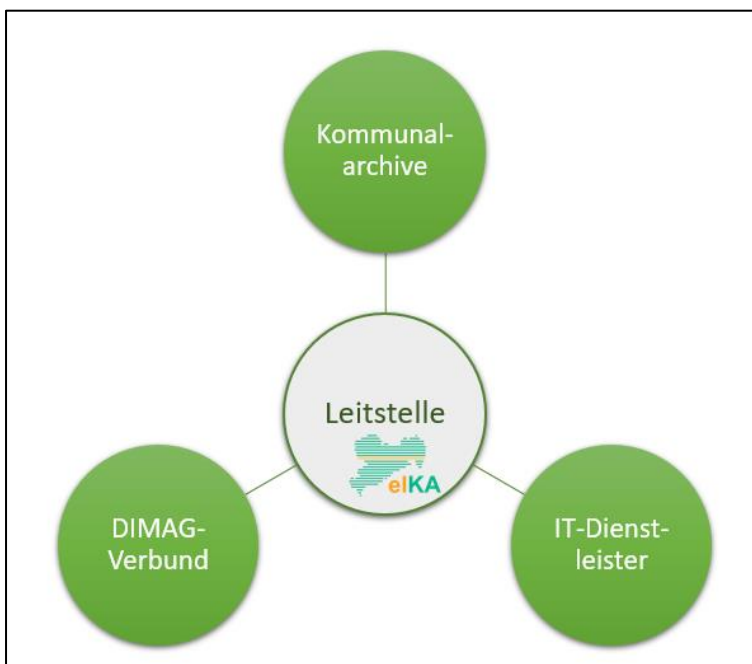 Kommunal-
archive
Leitstelle
elKA
DIMAG-
Verbund
IT-Dienst-
leister